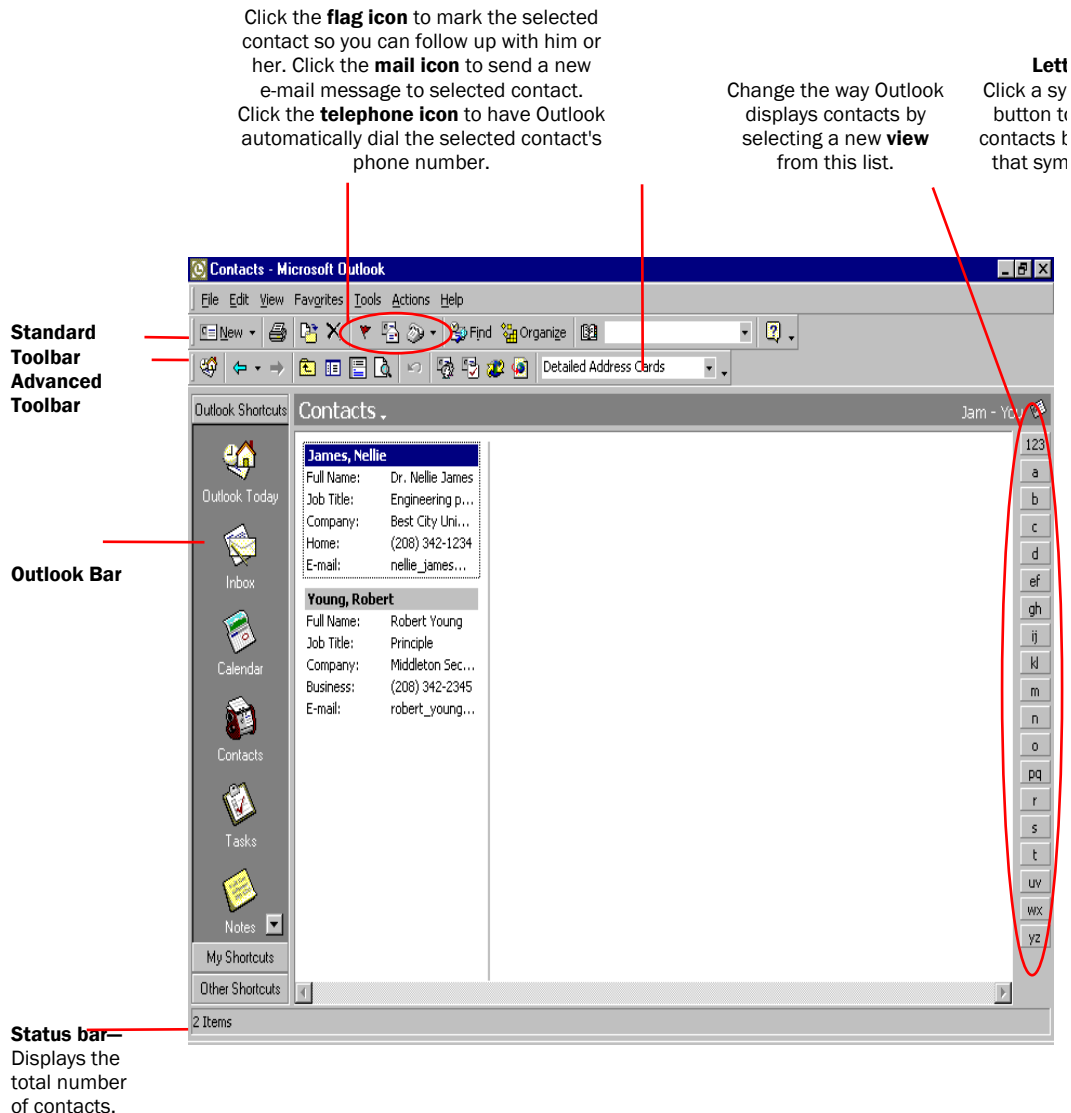 Click the flag icon to mark the selected
contact so you can follow up with him or
her. Click the mail icon to send a new
e-mail message to selected contact.
Click the telephone icon to have Outlook
automatically dial the selected contact's
phone number.
Change the way Outlook
displays contacts by
selecting a new view
from this list.
Lett
Click a sy
button to
contacts b
that sym
Standard
Toolbar
Advanced
Toolbar
Outlook Bar
Status bar—
Displays the
total number
of contacts.
Contacts - Microsoft Outlook
File Edit View Favorites Tools Actions Help
New Find Organize
Detailed Address Cards
Outlook Shortcuts
Contacts
Jam - You
Outlook Today
Inbox
Calendar
Contacts
Tasks
Notes
My Shortcuts
Other Shortcuts
James, Nellie
Full Name: Dr. Nellie James
Job Title: Engineering p...
Company: Best City Uni...
Home: (208) 342-1234
E-mail: nellie_james...
Young, Robert
Full Name: Robert Young
Job Title: Principle
Company: Middleton Sec...
Business: (208) 342-2345
E-mail: robert_young...
123
a
b
c
d
ef
gh
ij
kl
m
n
o
pq
r
s
t
uv
wx
yz
2 Items